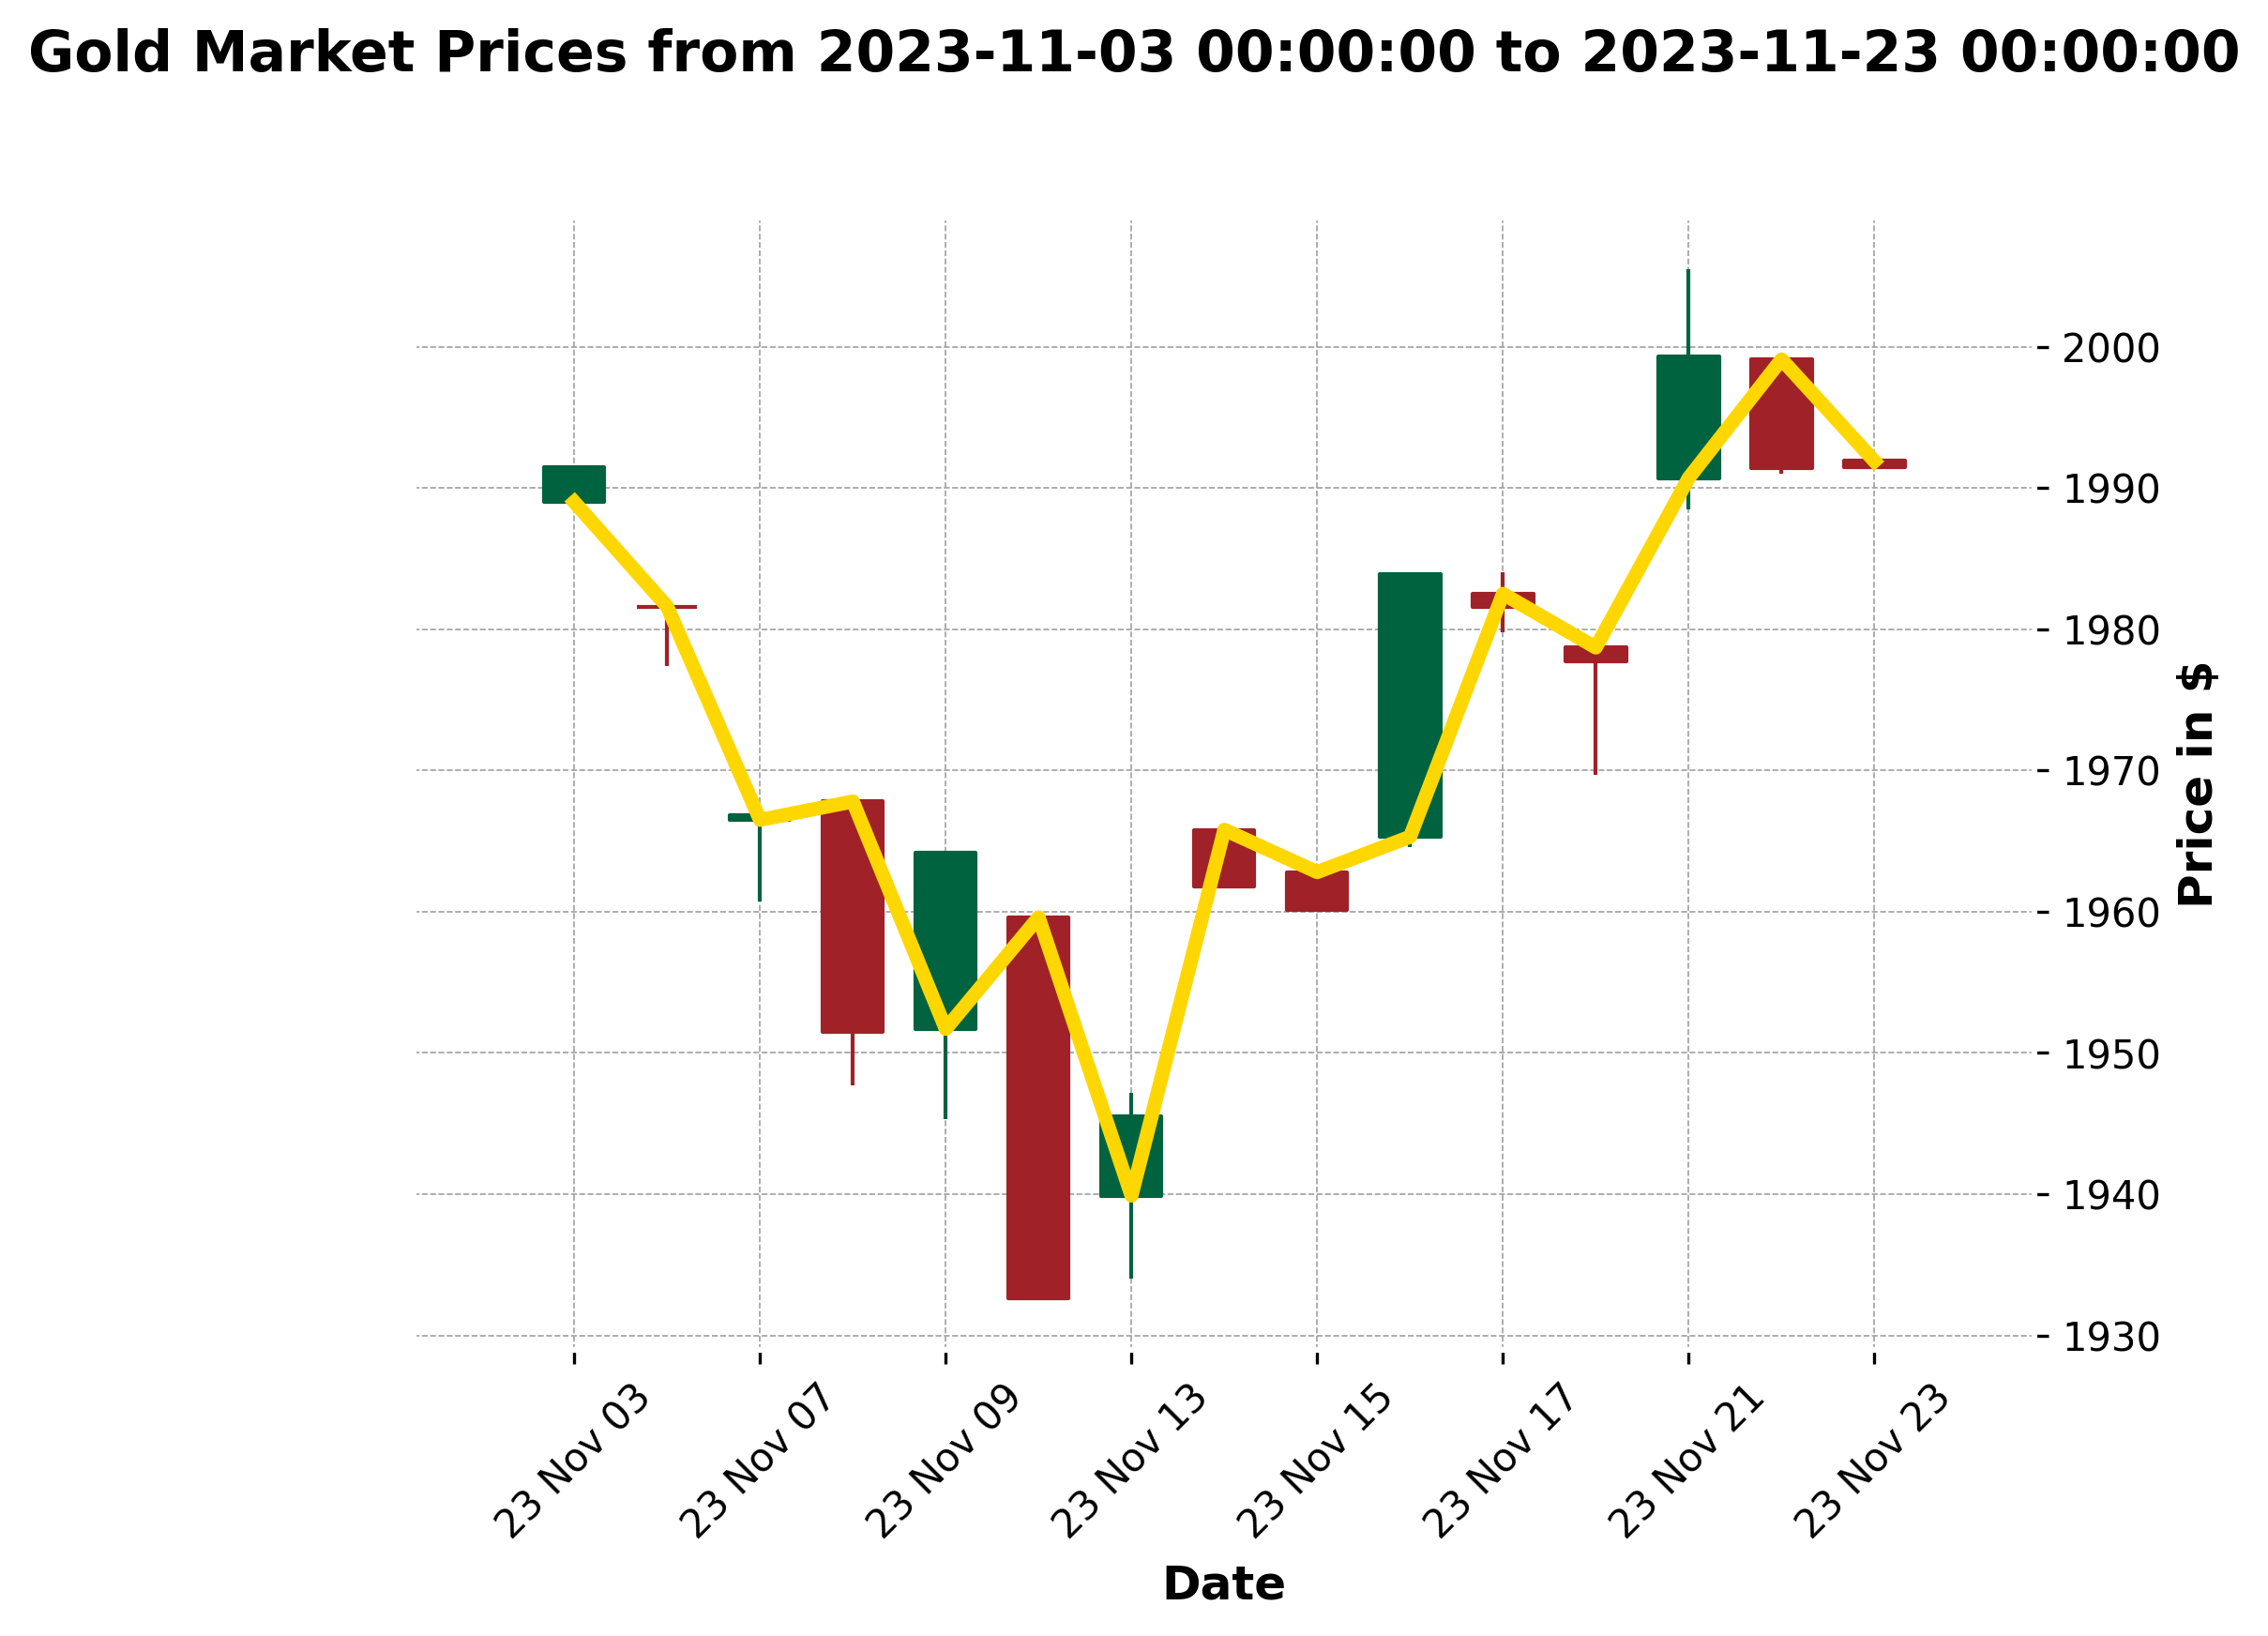 Gold Market Prices from 2023-11-03 00:00:00 to 2023-11-23 00:00:00
2000
1990
1980
1970
1960
1950
1940
1930
Price in $
23 Nov 03
23 Nov 07
23 Nov 09
23 Nov 13
23 Nov 15
23 Nov 17
23 Nov 21
23 Nov 23
Date